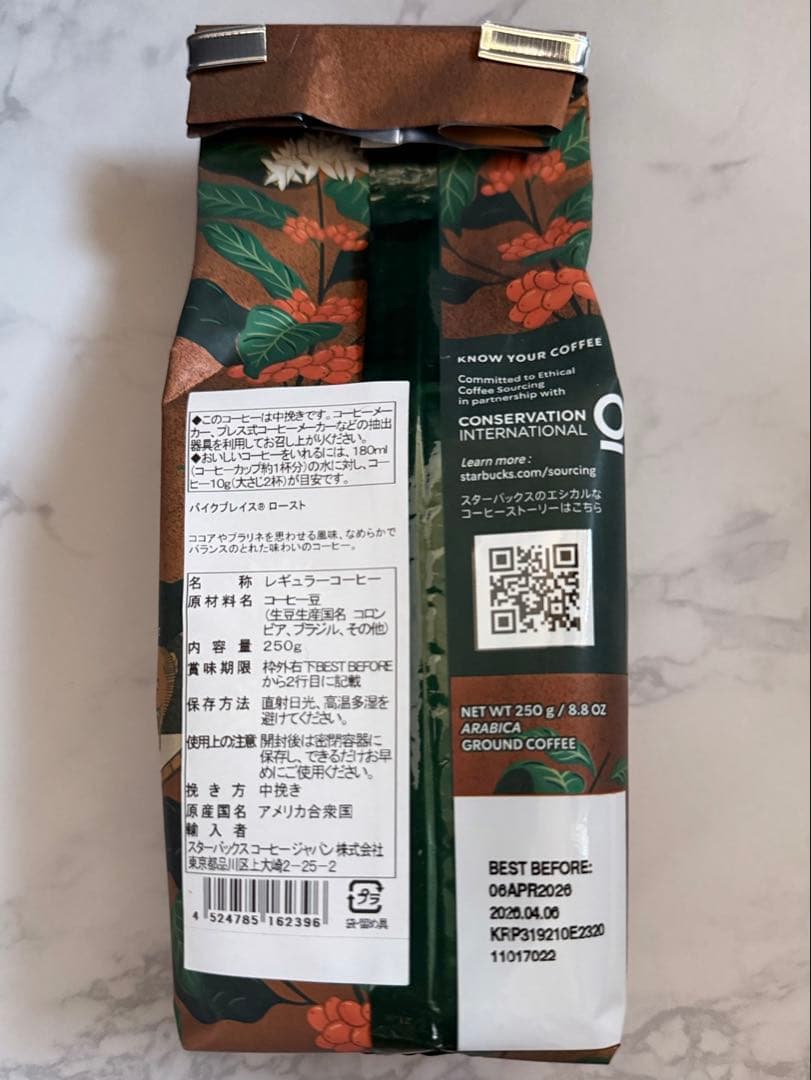 KNOW YOUR COFFEE
Committed to Ethical
Coffee Sourcing
in partnership with
CONSERVATION
INTERNATIONAL
Learn more :
starbucks.com/sourcing
スターバックスのエシカルな
コーヒーストーリーはこちら
◆このコーヒーは中挽きです。コーヒーメー
カー、プレス式コーヒーメーカーなどの抽出
器具を利用してお召し上がりください。
◆おいしいコーヒーをいれるには、180ml
(コーヒーカップ約1杯分)の水に対し、コー
ヒー10g(大さじ2杯)が目安です。
パイクプレイス® ロースト
ココアやプラリネを思わせる風味、なめらかで
バランスのとれた味わいのコーヒー。
名 称 レギュラーコーヒー
原材料名 コーヒー豆
(生豆生産国名 コロン
ビア、ブラジル、その他)
内容量 250g
賞味期限 枠外右下BEST BEFORE
から2行目に記載
保存方法 直射日光、高温多湿を
避けてください。
使用上の注意 開封後は密閉容器に
保存し、できるだけお早
めにご使用ください。
挽き方 中挽き
原産国名 アメリカ合衆国
輸入者
スターバックス コーヒー ジャパン 株式会社
東京都品川区上大崎2-25-2
4 524785 162396
プラ
袋・留め具
NET WT 250 g / 8.8 OZ
ARABICA
GROUND COFFEE
BEST BEFORE:
06APR2026
2026.04.06
KRP319210E2320
11017022